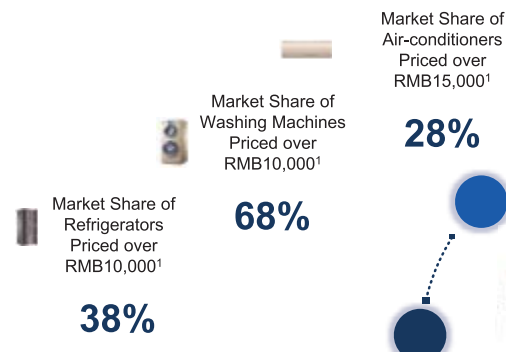 Market Share of
Air-conditioners
Priced over
RMB15,000¹
28%
Market Share of
Washing Machines
Priced over
RMB10,000¹
68%
Market Share of
Refrigerators
Priced over
RMB10,000¹
38%